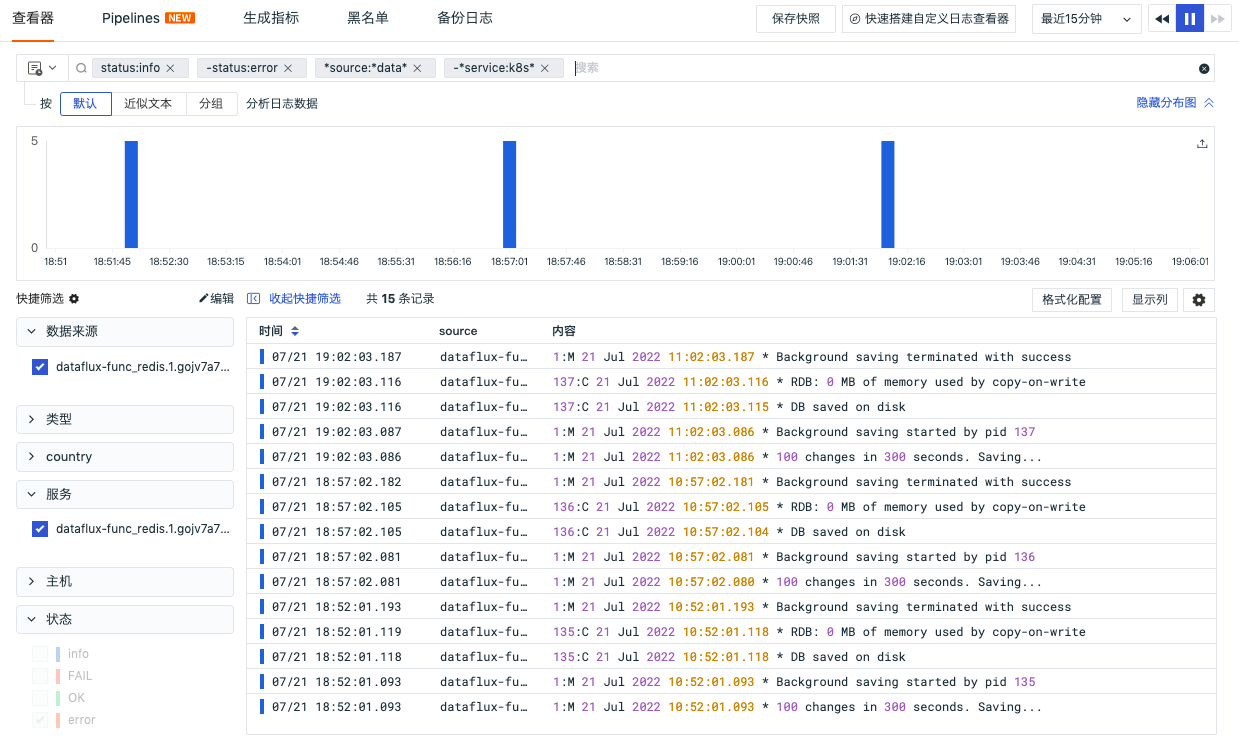 查看器 Pipelines NEW 生成指标 黑名单 备份日志 保存快照 快速搭建自定义日志查看器 最近15分钟
status:info -status:error *source:*data* -*service:k8s* 搜索
按 默认 近似文本 分组 分析日志数据 隐藏分布图
5
0
18:51 18:51:45 18:52:30 18:53:15 18:54:01 18:54:46 18:55:31 18:56:16 18:57:01 18:57:46 18:58:31 18:59:16 19:00:01 19:00:46 19:01:31 19:02:16 19:03:01 19:03:46 19:04:31 19:05:16 19:06:01
快捷筛选 编辑 收起快捷筛选 共 15 条记录 格式化配置 显示列
数据来源
dataflux-func_redis.1.gojv7a7...
类型
country
服务
dataflux-func_redis.1.gojv7a7...
主机
状态
info
FAIL
OK
error
时间 source 内容
07/21 19:02:03.187 dataflux-fu... 1:M 21 Jul 2022 11:02:03.187 * Background saving terminated with success
07/21 19:02:03.116 dataflux-fu... 137:C 21 Jul 2022 11:02:03.116 * RDB: 0 MB of memory used by copy-on-write
07/21 19:02:03.116 dataflux-fu... 137:C 21 Jul 2022 11:02:03.115 * DB saved on disk
07/21 19:02:03.087 dataflux-fu... 1:M 21 Jul 2022 11:02:03.086 * Background saving started by pid 137
07/21 19:02:03.086 dataflux-fu... 1:M 21 Jul 2022 11:02:03.086 * 100 changes in 300 seconds. Saving...
07/21 18:57:02.182 dataflux-fu... 1:M 21 Jul 2022 10:57:02.181 * Background saving terminated with success
07/21 18:57:02.105 dataflux-fu... 136:C 21 Jul 2022 10:57:02.105 * RDB: 0 MB of memory used by copy-on-write
07/21 18:57:02.105 dataflux-fu... 136:C 21 Jul 2022 10:57:02.104 * DB saved on disk
07/21 18:57:02.081 dataflux-fu... 1:M 21 Jul 2022 10:57:02.081 * Background saving started by pid 136
07/21 18:57:02.081 dataflux-fu... 1:M 21 Jul 2022 10:57:02.080 * 100 changes in 300 seconds. Saving...
07/21 18:52:01.193 dataflux-fu... 1:M 21 Jul 2022 10:52:01.193 * Background saving terminated with success
07/21 18:52:01.119 dataflux-fu... 135:C 21 Jul 2022 10:52:01.118 * RDB: 0 MB of memory used by copy-on-write
07/21 18:52:01.118 dataflux-fu... 135:C 21 Jul 2022 10:52:01.118 * DB saved on disk
07/21 18:52:01.093 dataflux-fu... 1:M 21 Jul 2022 10:52:01.093 * Background saving started by pid 135
07/21 18:52:01.093 dataflux-fu... 1:M 21 Jul 2022 10:52:01.093 * 100 changes in 300 seconds. Saving...